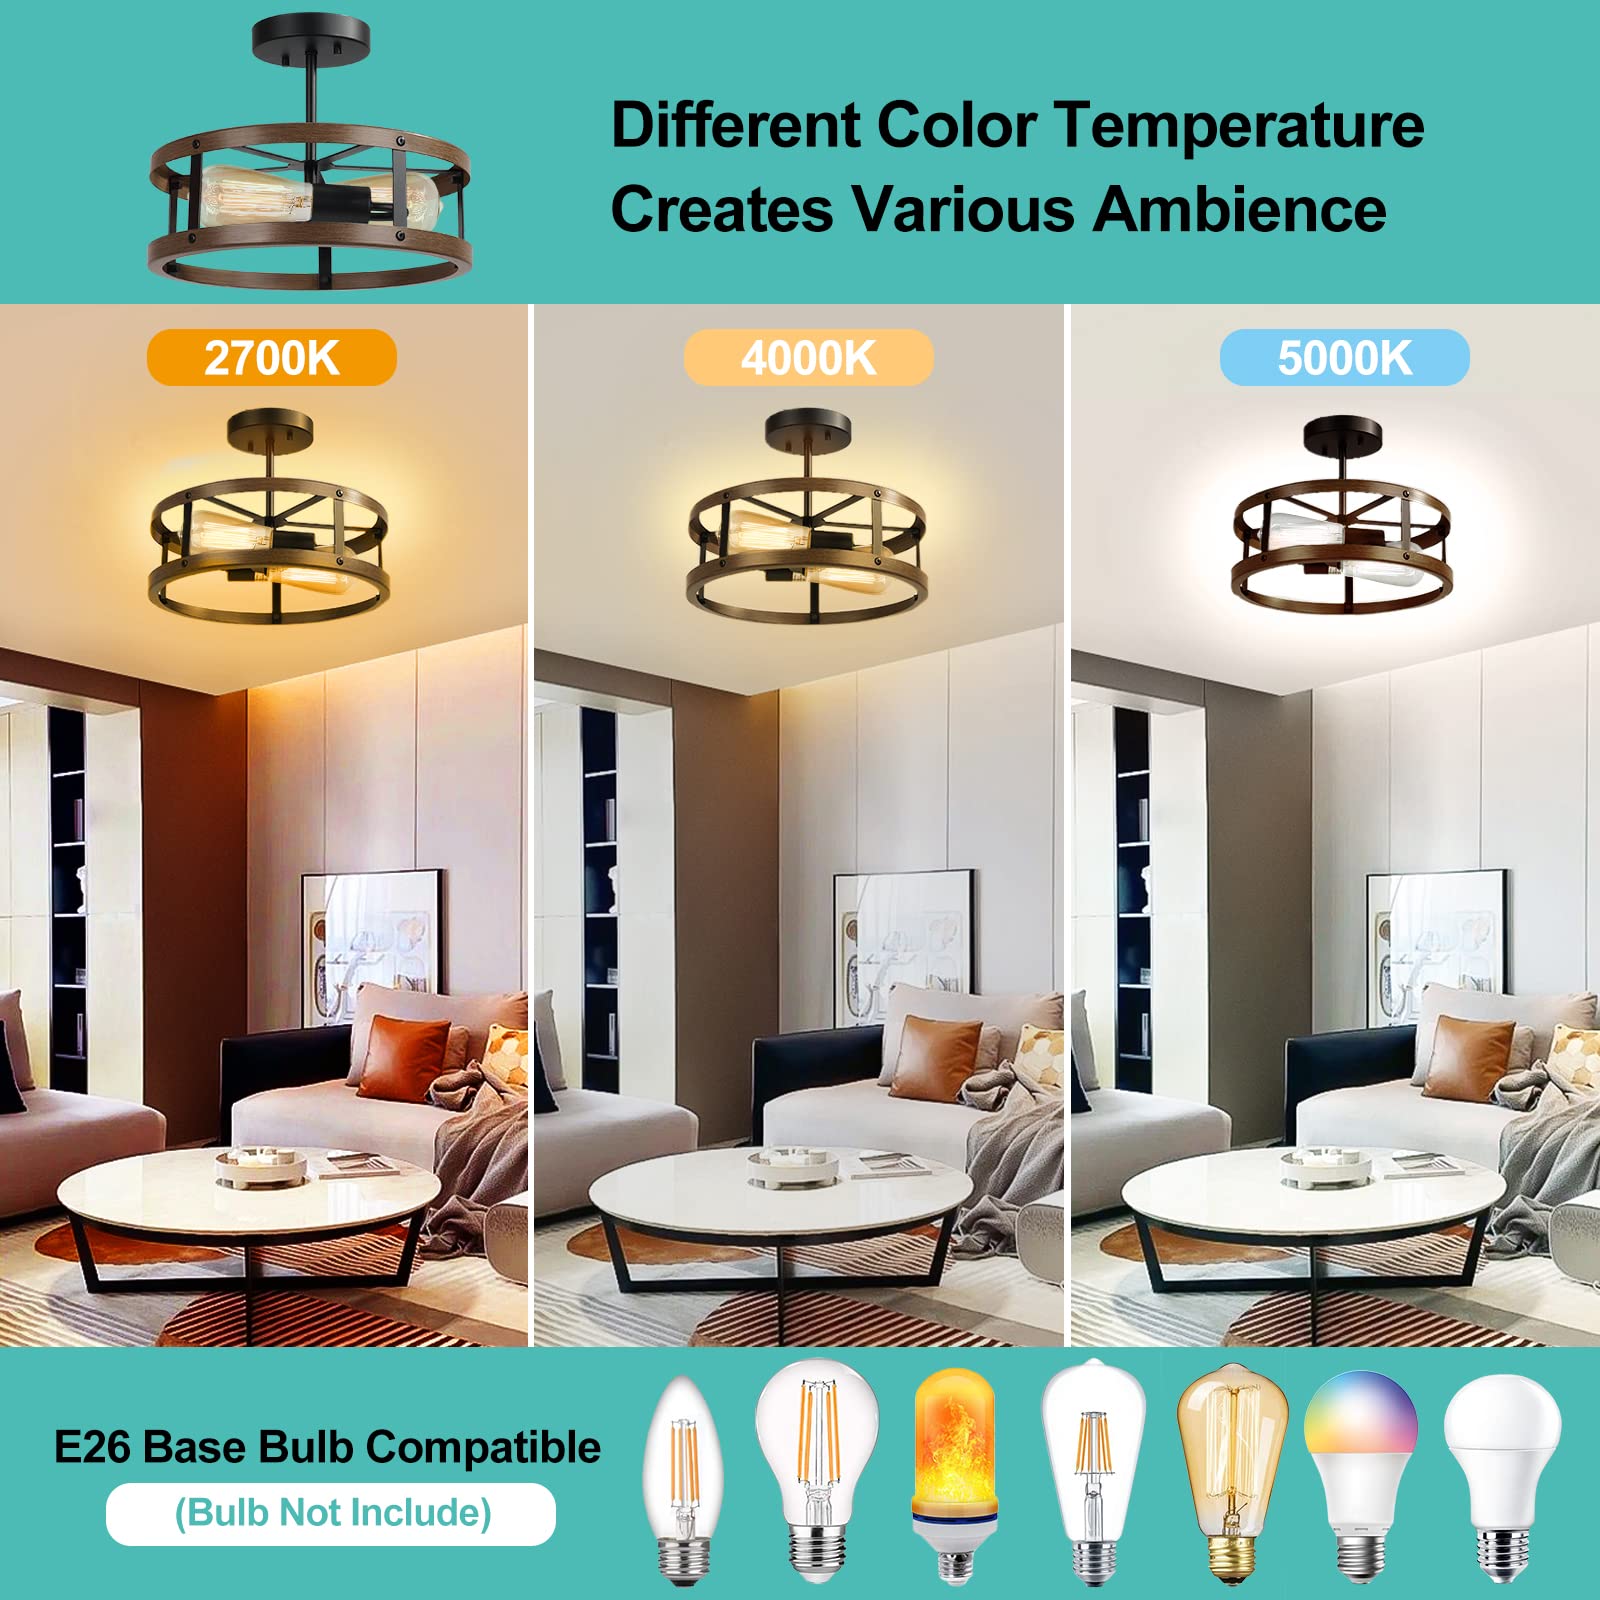 Different Color Temperature
Creates Various Ambience
2700K
4000K
5000K
E26 Base Bulb Compatible
(Bulb Not Include)